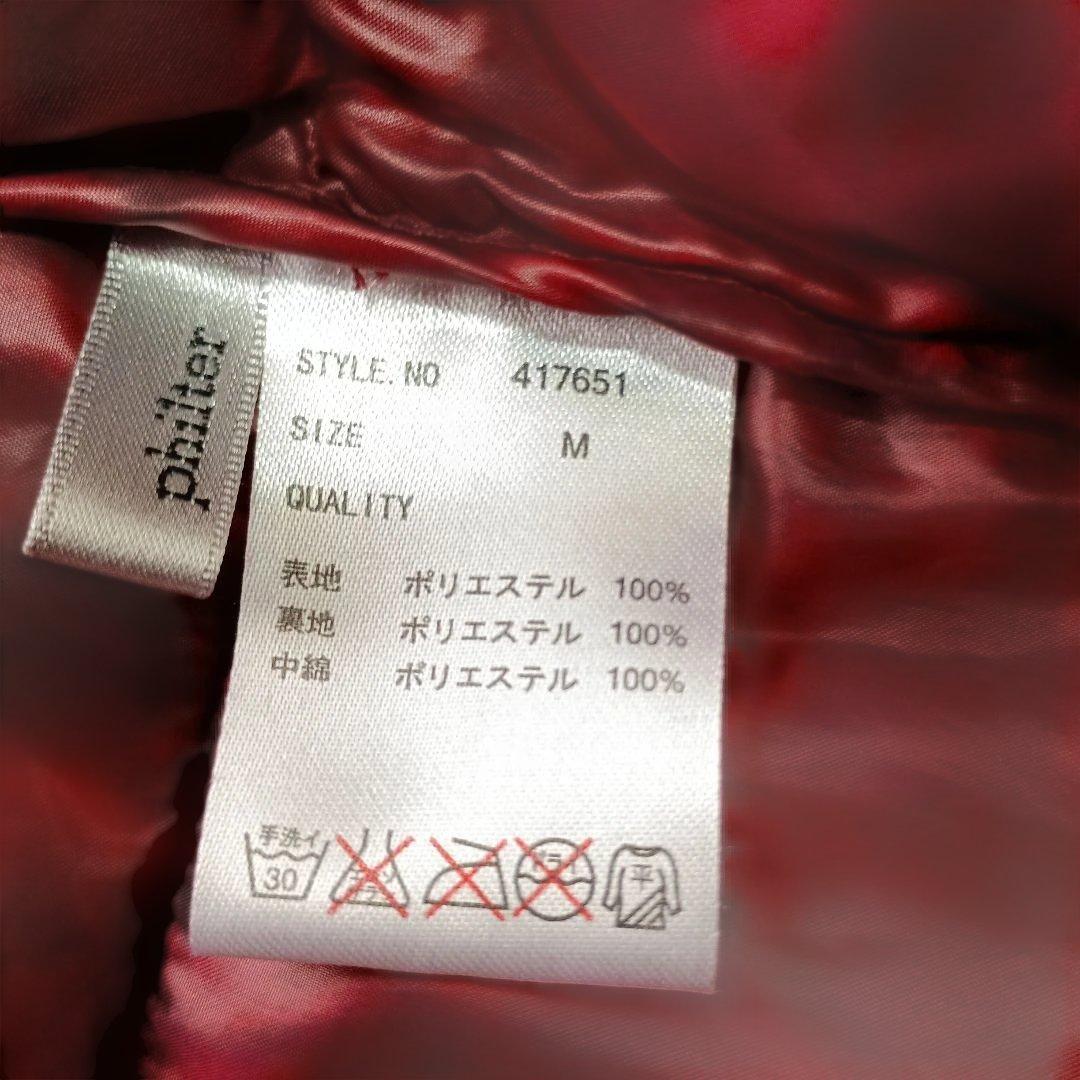 philter
STYLE. NO 417651
SIZE M
QUALITY
表地 ポリエステル 100%
裏地 ポリエステル 100%
中綿 ポリエステル 100%
手洗イ
30
平